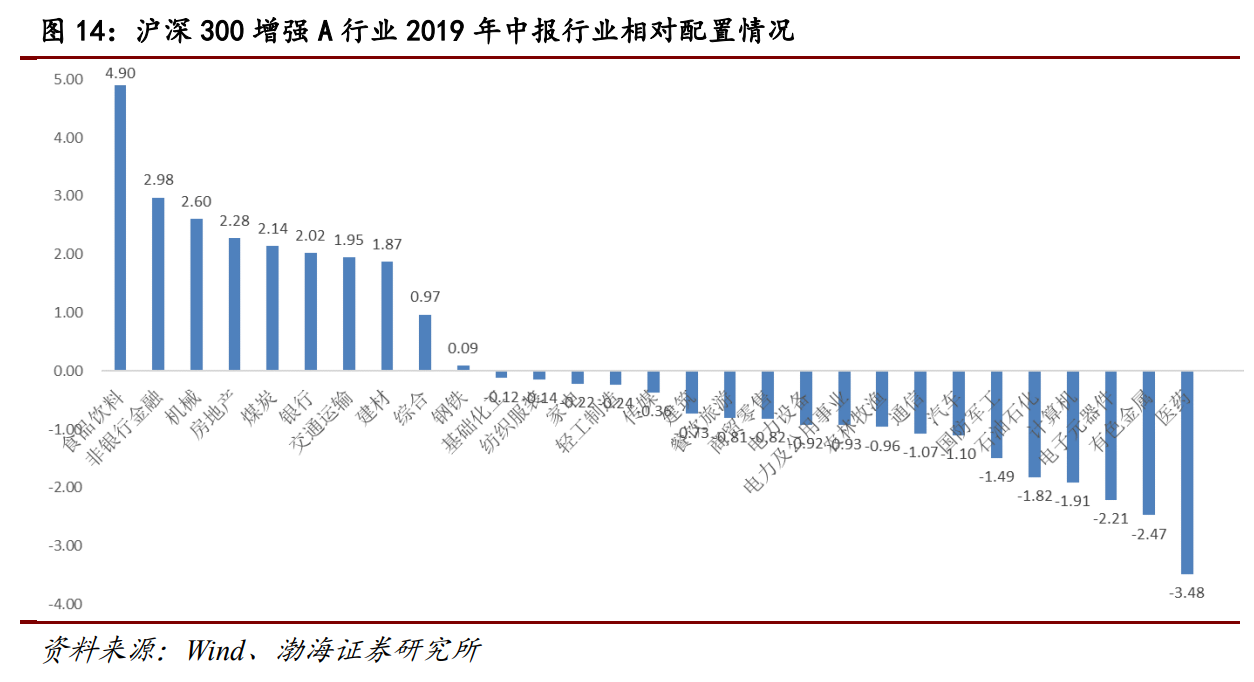 图 14：沪深 300 增强 A 行业 2019 年中报行业相对配置情况
5.00
4.00
3.00
2.00
1.00
0.00
-1.00
-2.00
-3.00
-4.00
4.90
2.98
2.60
2.28
2.14
2.02
1.95
1.87
0.97
0.09
-0.12
-0.14
-0.22
-0.24
-0.36
-0.73
-0.81
-0.82
-0.92
-0.93
-0.96
-1.07
-1.10
-1.49
-1.82
-1.91
-2.21
-2.47
-3.48
食品饮料
非银行金融
机械
房地产
煤炭
银行
交通运输
建材
综合
钢铁
基础化工
纺织服装
家电
轻工制造
传媒
建筑
餐饮旅游
商贸零售
电力设备
电力及公用事业
农林牧渔
通信
汽车
国防军工
石油石化
计算机
电子元器件
有色金属
医药
资料来源：Wind、渤海证券研究所